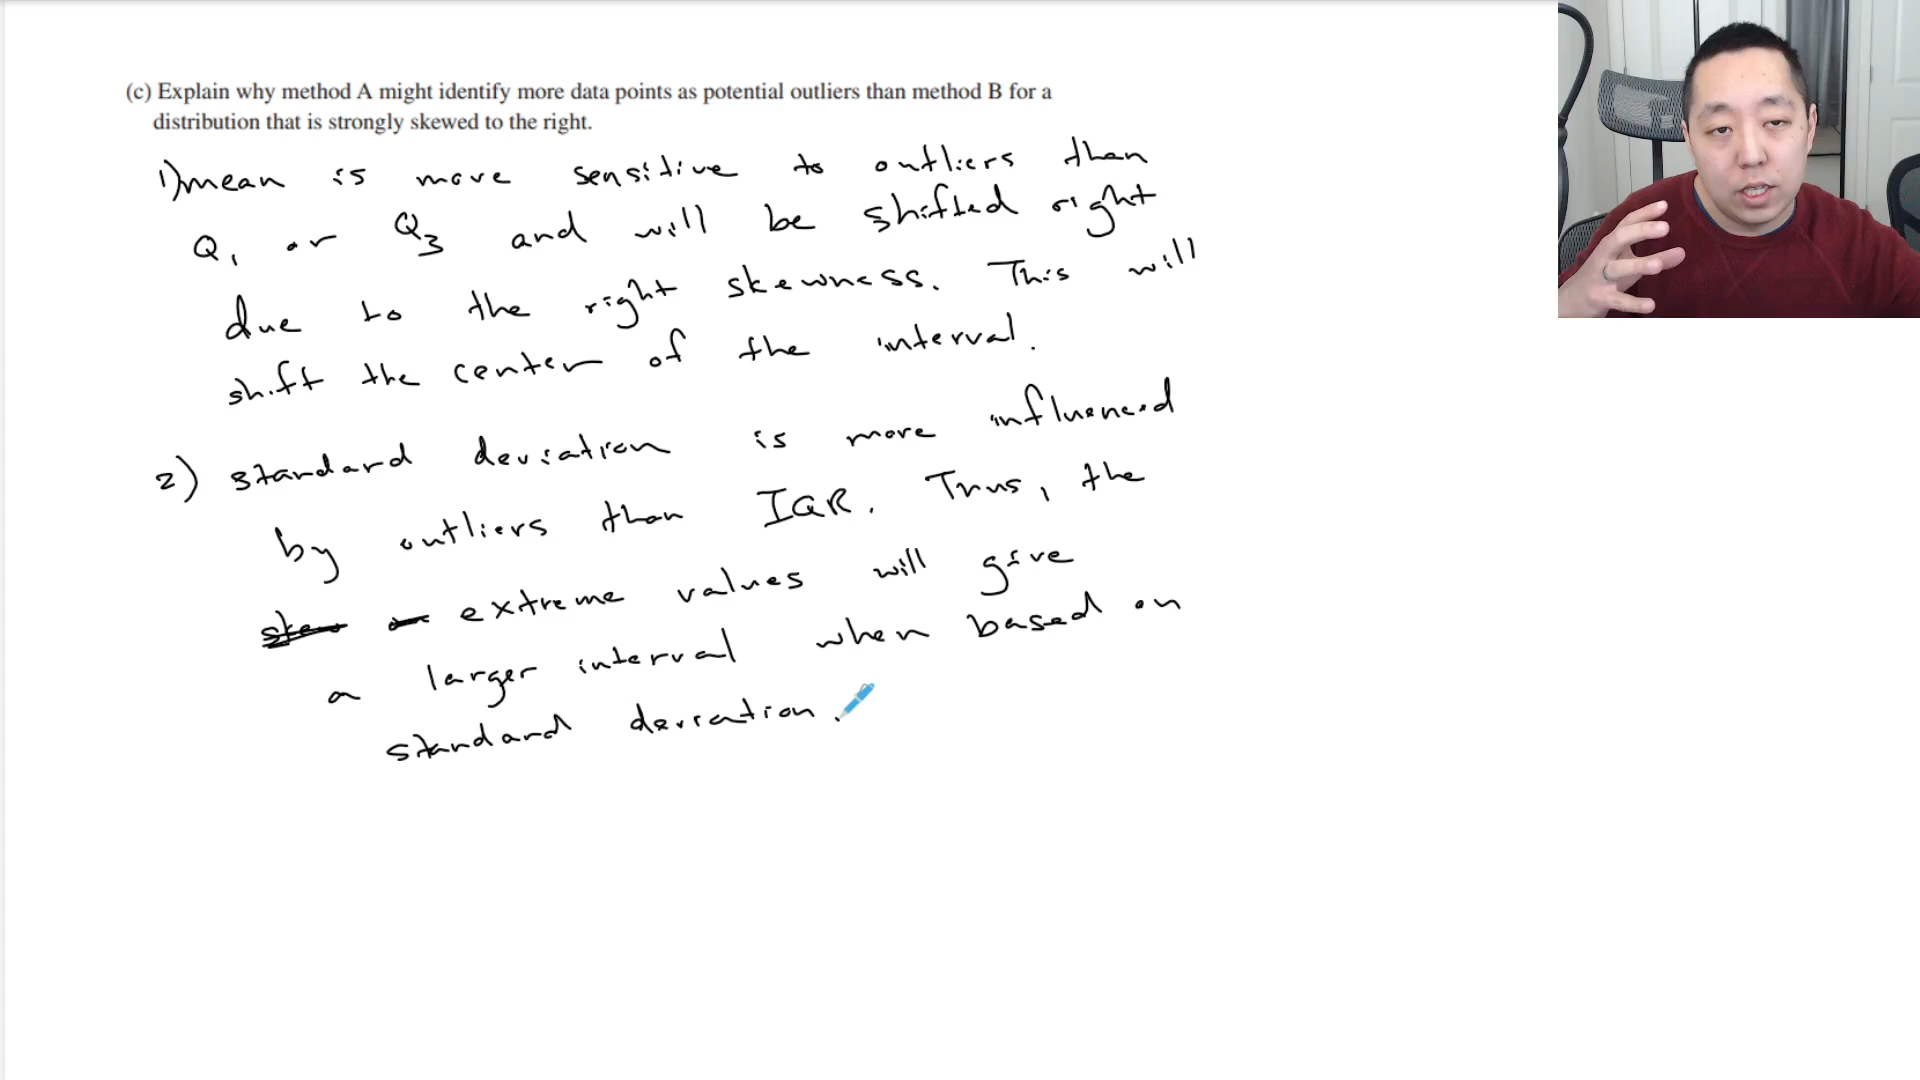 (c) Explain why method A might identify more data points as potential outliers than method B for a
distribution that is strongly skewed to the right.
1) mean is more sensitive to outliers than
Q1 or Q3 and will be shifted right
due to the right skewness. This will
shift the center of the interval.
2) standard deviation is more influenced
by outliers than IQR. Thus, the
extreme values will give
a larger interval when based on
standard deviation.